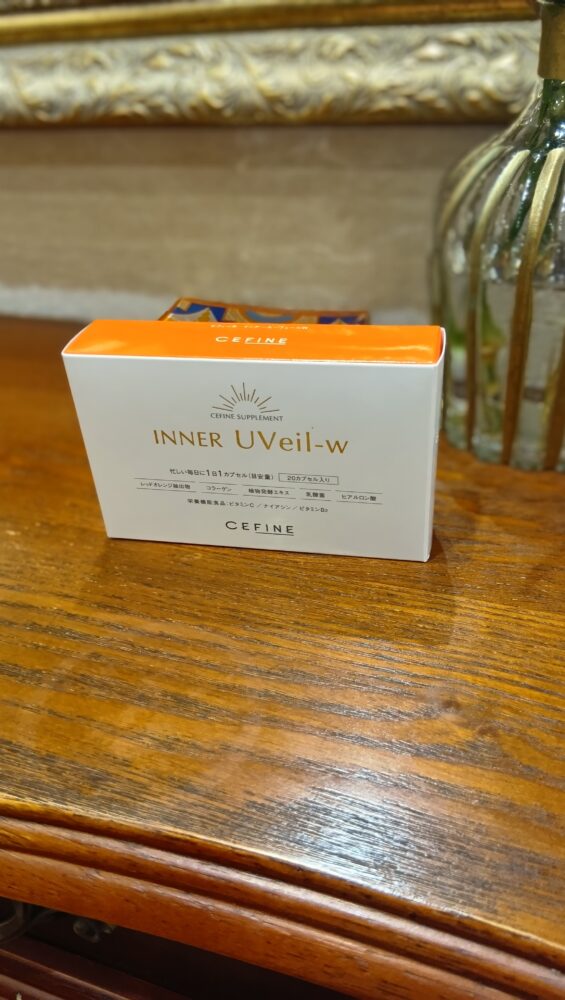 CEFINE
CEFINE SUPPLEMENT
INNER UVeil-w
忙しい毎日に1日1カプセル(目安量) 20カプセル入り
レッドオレンジ抽出物 コラーゲン 植物発酵エキス 乳酸菌 ヒアルロン酸
栄養機能食品:ビタミンC/ナイアシン/ビタミンB2
CEFINE